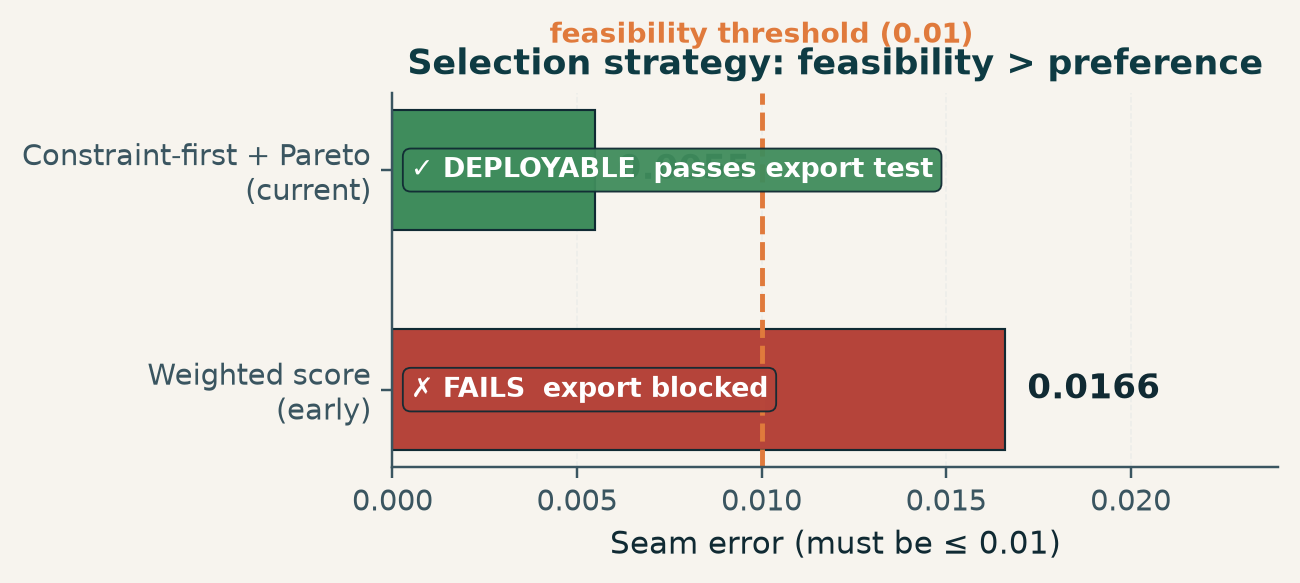 feasibility threshold (0.01)
Selection strategy: feasibility > preference
Constraint-first + Pareto
(current)
✓ DEPLOYABLE  passes export test
Weighted score
(early)
✗ FAILS  export blocked
0.0166
0.000
0.005
0.010
0.015
0.020
Seam error (must be ≤ 0.01)